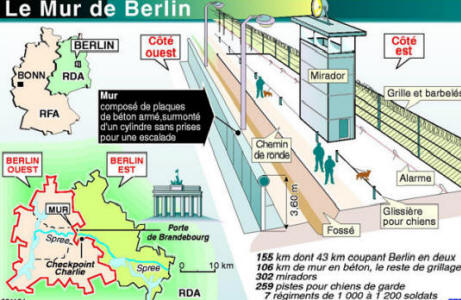 Le Mur de Berlin
Côté
ouest
Côté
est
BERLIN
BONN
RDA
RFA
Mirador
Grille et barbelés
Mur
composé de plaques
de béton armé,surmonté
d'un cylindre sans prises
pour une escalade
Chemin
de ronde
BERLIN
OUEST
BERLIN
EST
MUR
Porte
de Brandebourg
Spree
Checkpoint
Charlie
Spree
0 10 km
3,60 m
Alarme
Glissière
pour chiens
Fossé
155 km dont 43 km coupant Berlin en deux
106 km de mur en béton, le reste de grillage
302 miradors
259 pistes pour chiens de garde
7 régiments de 1 000 à 1 200 soldats